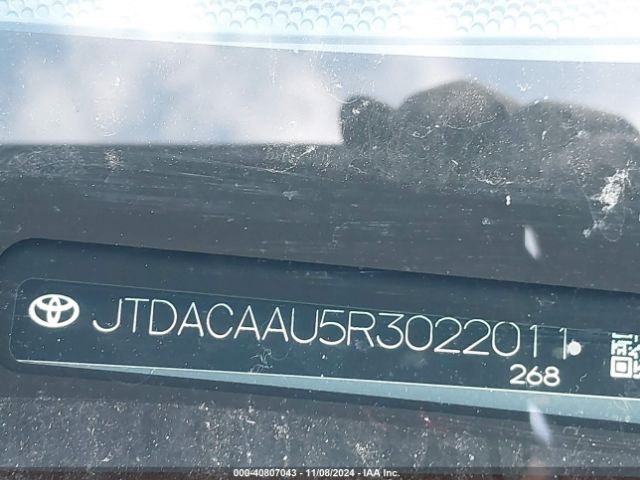 JTDACAAU5R3022011
268
000-40807043 - 11/08/2024 - IAA Inc.